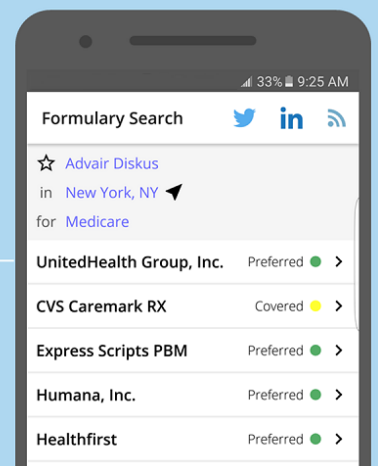 33% 9:25 AM
Formulary Search in
Advair Diskus
in New York, NY
for Medicare
UnitedHealth Group, Inc. Preferred
CVS Caremark RX Covered
Express Scripts PBM Preferred
Humana, Inc. Preferred
Healthfirst Preferred